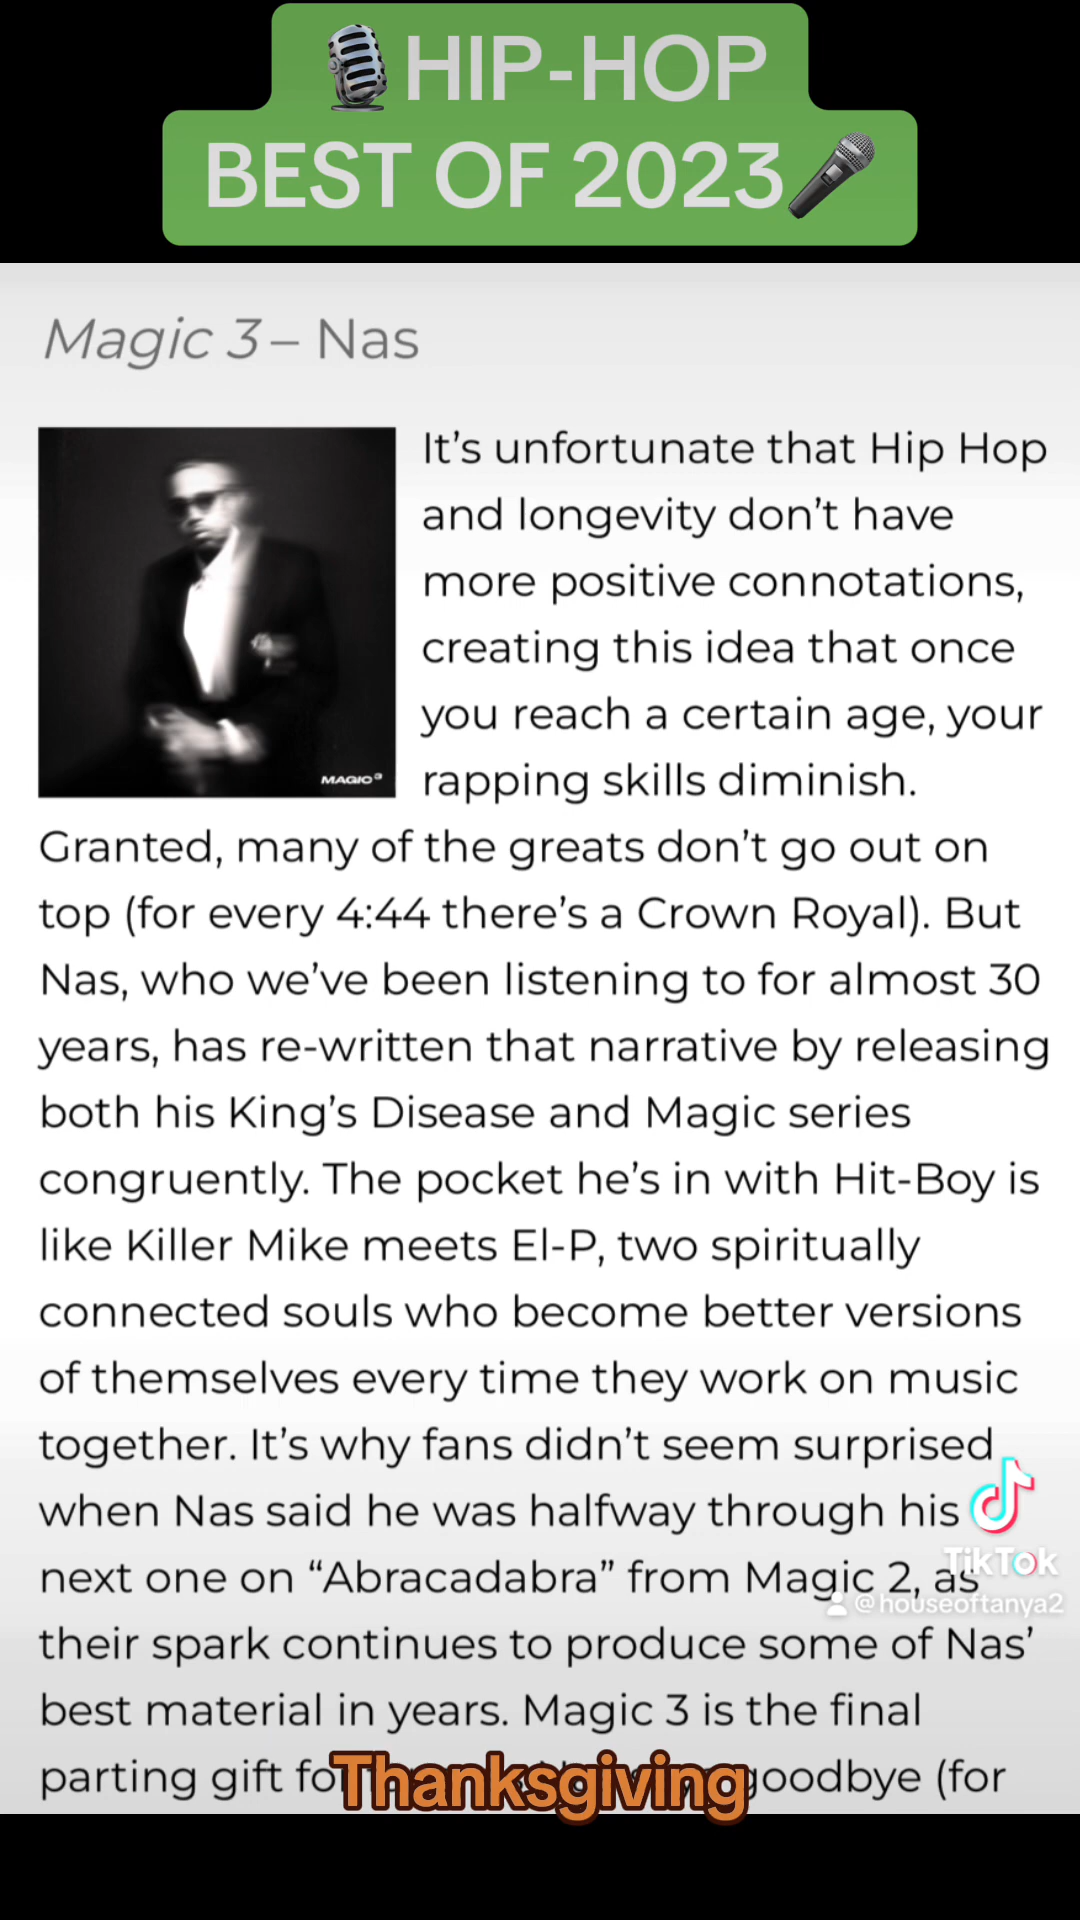 HIP-HOP
BEST OF 2023
Magic 3 – Nas
MAGIC³
It’s unfortunate that Hip Hop
and longevity don’t have
more positive connotations,
creating this idea that once
you reach a certain age, your
rapping skills diminish.
Granted, many of the greats don’t go out on
top (for every 4:44 there’s a Crown Royal). But
Nas, who we’ve been listening to for almost 30
years, has re-written that narrative by releasing
both his King’s Disease and Magic series
congruently. The pocket he’s in with Hit-Boy is
like Killer Mike meets El-P, two spiritually
connected souls who become better versions
of themselves every time they work on music
together. It’s why fans didn’t seem surprised
when Nas said he was halfway through his
next one on “Abracadabra” from Magic 2, as
their spark continues to produce some of Nas’
best material in years. Magic 3 is the final
parting gift goodbye (for
Thanksgiving
TikTok
@houseoftanya2